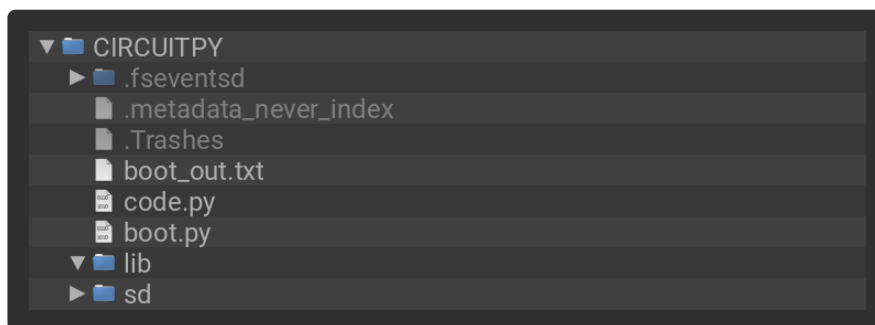 CIRCUITPY
.fseventsd
.metadata_never_index
.Trashes
boot_out.txt
code.py
boot.py
lib
sd